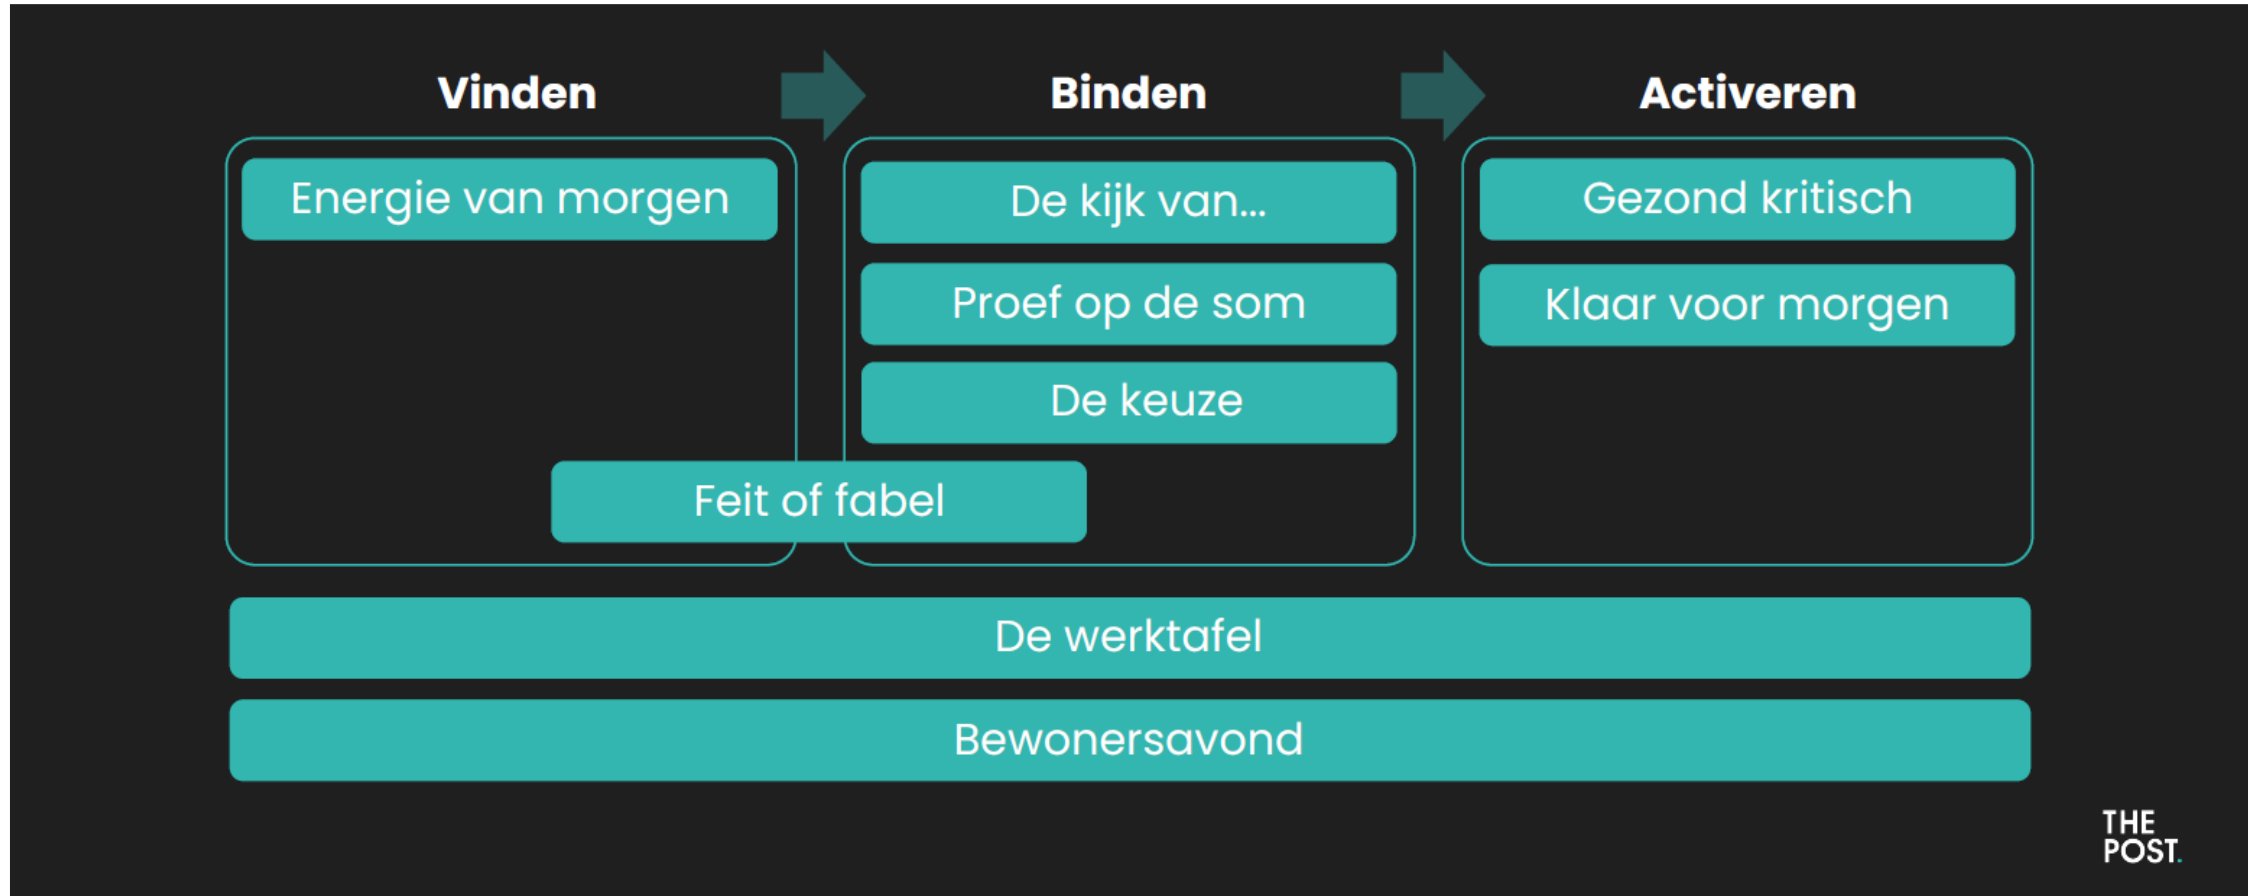 Vinden
Binden
Activeren
Energie van morgen
De kijk van...
Gezond kritisch
Proef op de som
Klaar voor morgen
De keuze
Feit of fabel
De werktafel
Bewonersavond
THE
POST.